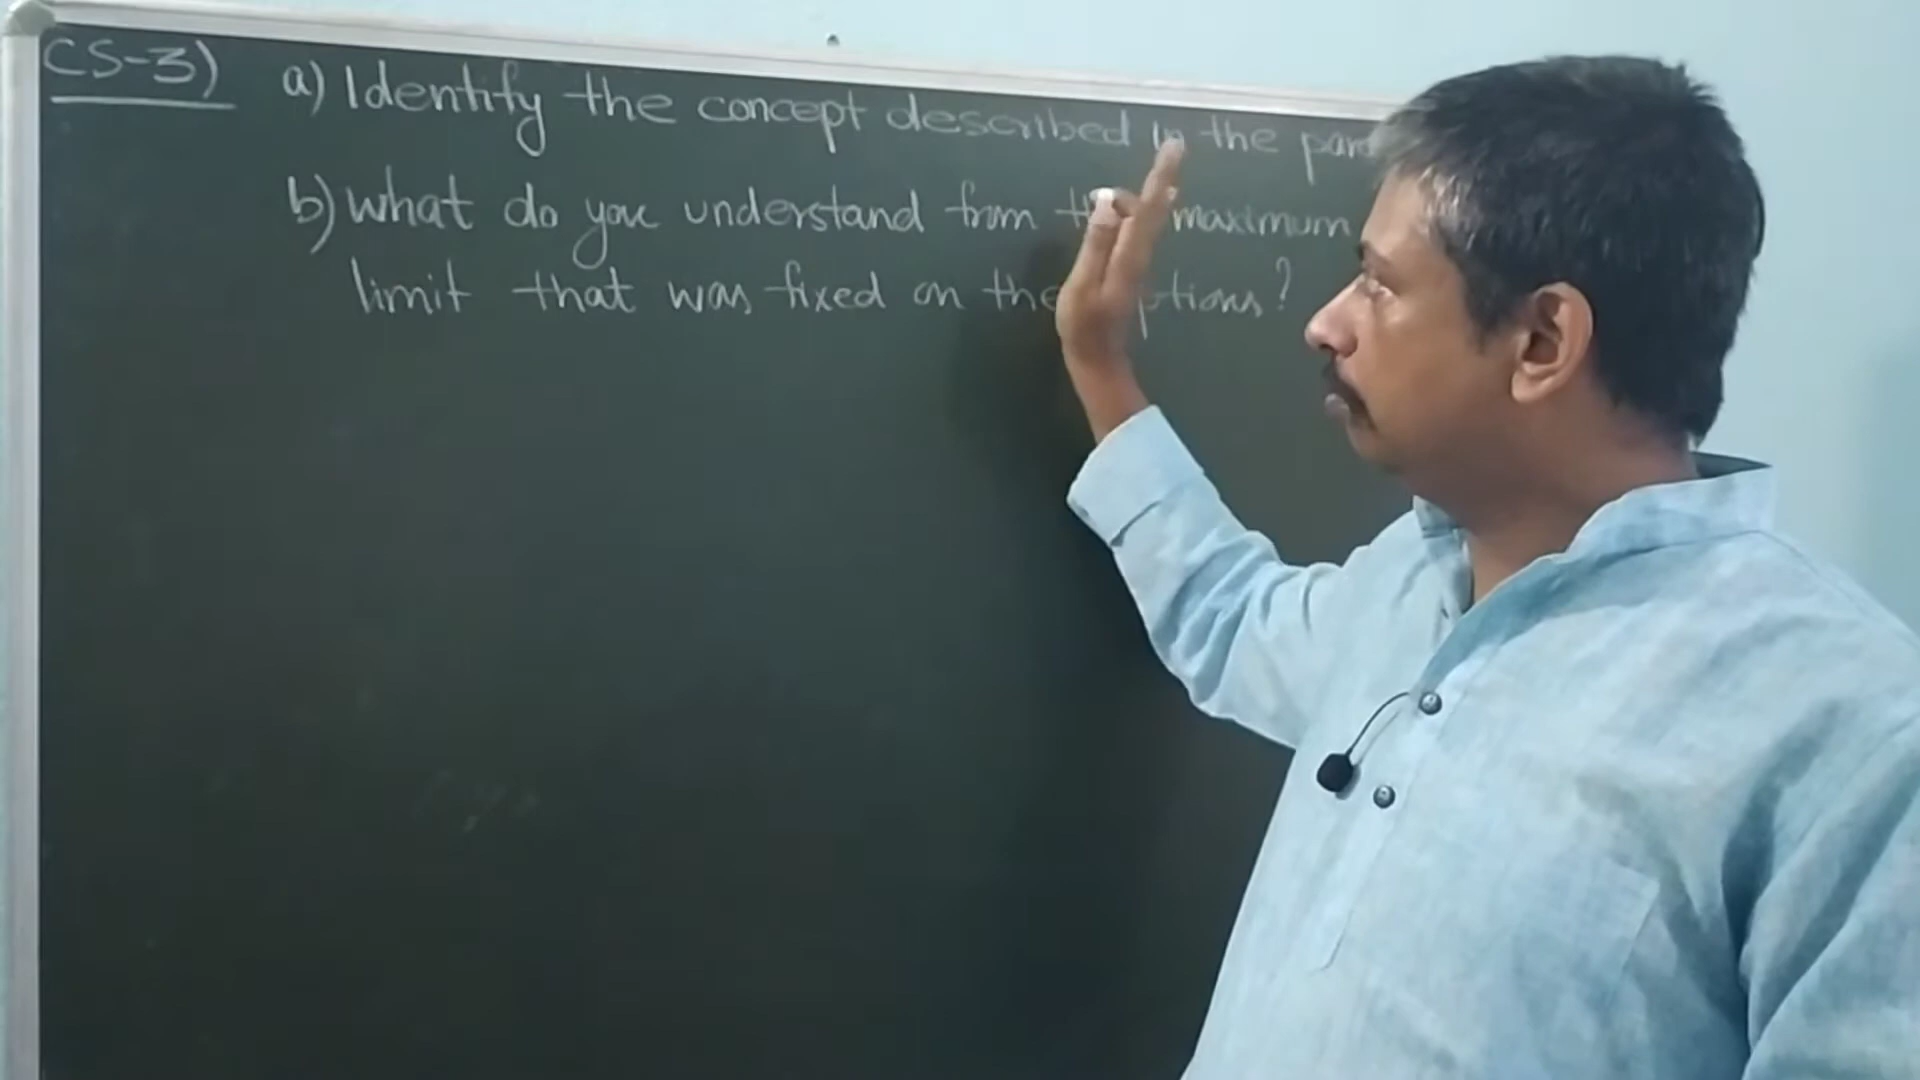 CS-3)
a) Identify the concept described in the
b) what do you understand from maximum
limit that was fixed on the ?